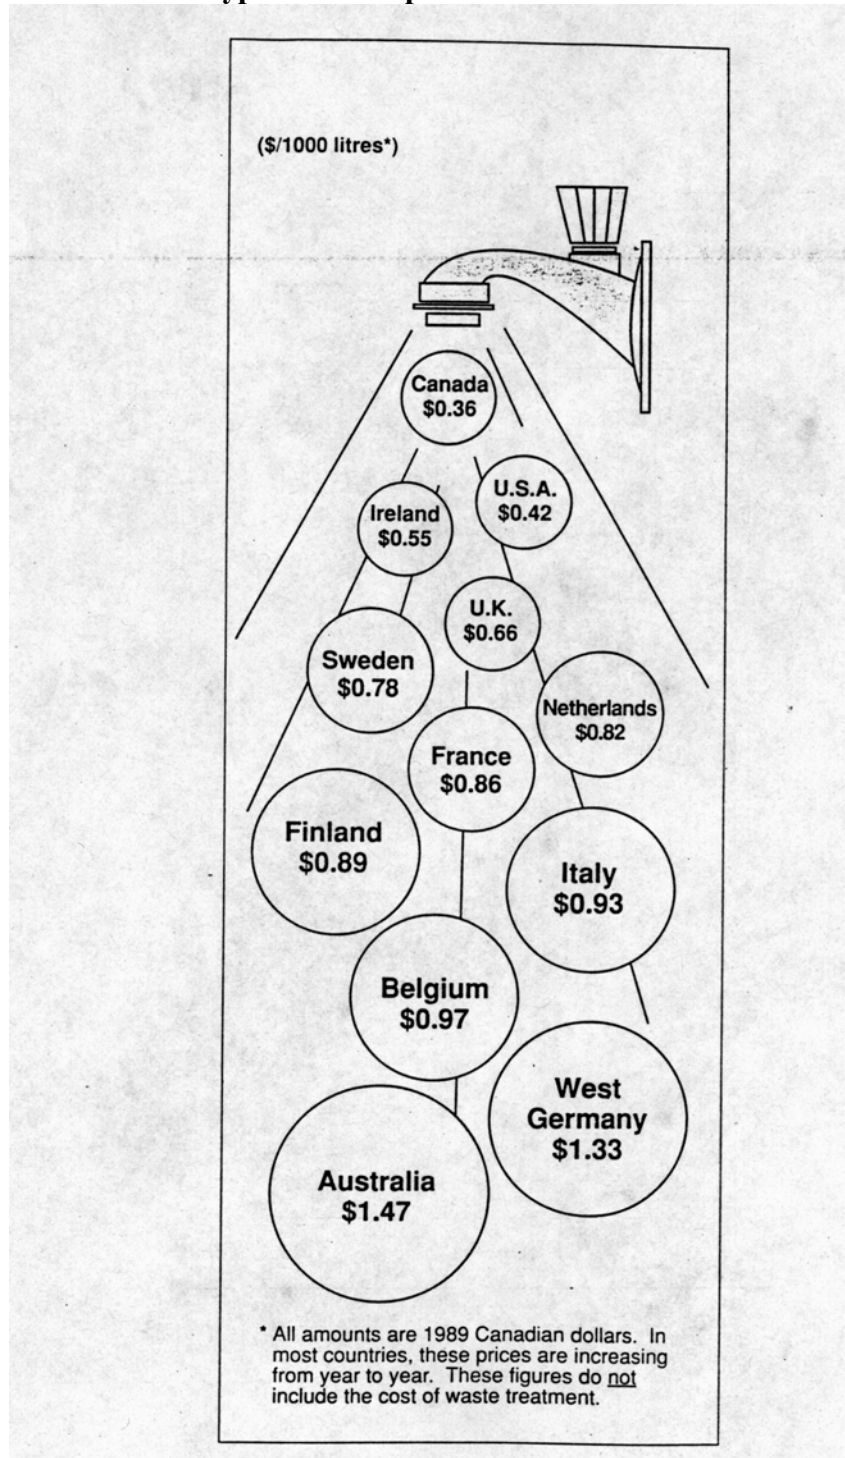 ($/1000 litres*)
Canada
$0.36
U.S.A.
$0.42
Ireland
$0.55
U.K.
$0.66
Sweden
$0.78
Netherlands
$0.82
France
$0.86
Finland
$0.89
Italy
$0.93
Belgium
$0.97
West
Germany
$1.33
Australia
$1.47
* All amounts are 1989 Canadian dollars. In
most countries, these prices are increasing
from year to year. These figures do not
include the cost of waste treatment.